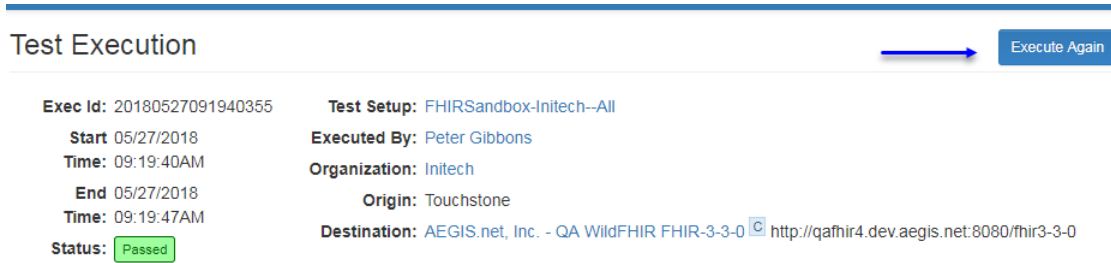 Test Execution
Execute Again
Exec Id: 20180527091940355
Start Time: 05/27/2018 09:19:40AM
End Time: 05/27/2018 09:19:47AM
Status: Passed
Test Setup: FHIRSandbox-Initech--All
Executed By: Peter Gibbons
Organization: Initech
Origin: Touchstone
Destination: AEGIS.net, Inc. - QA WildFHIR FHIR-3-3-0 C http://qafhir4.dev.aegis.net:8080/fhir3-3-0